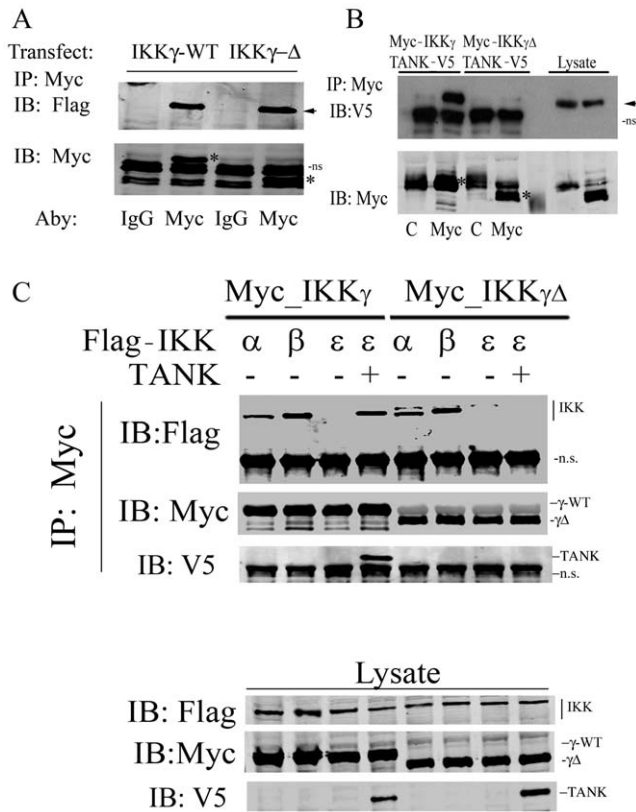 A
Transfect: IKKγ-WT IKKγ–Δ
IP: Myc
IB: Flag
IB: Myc
*
-ns
*
Aby: IgG Myc IgG Myc
B
Myc-IKKγ Myc-IKKγΔ
TANK-V5 TANK-V5 Lysate
IP: Myc
IB:V5
-ns
IB: Myc
* *
C Myc C Myc
C
Myc_IKKγ Myc_IKKγΔ
Flag-IKK α β ε ε α β ε ε
TANK - - - + - - - +
IP: Myc
IB:Flag
IKK
-n.s.
IB: Myc
–γ-WT
-γΔ
IB: V5
–TANK
–n.s.
Lysate
IB: Flag
IKK
IB:Myc
–γ-WT
-γΔ
IB: V5
–TANK